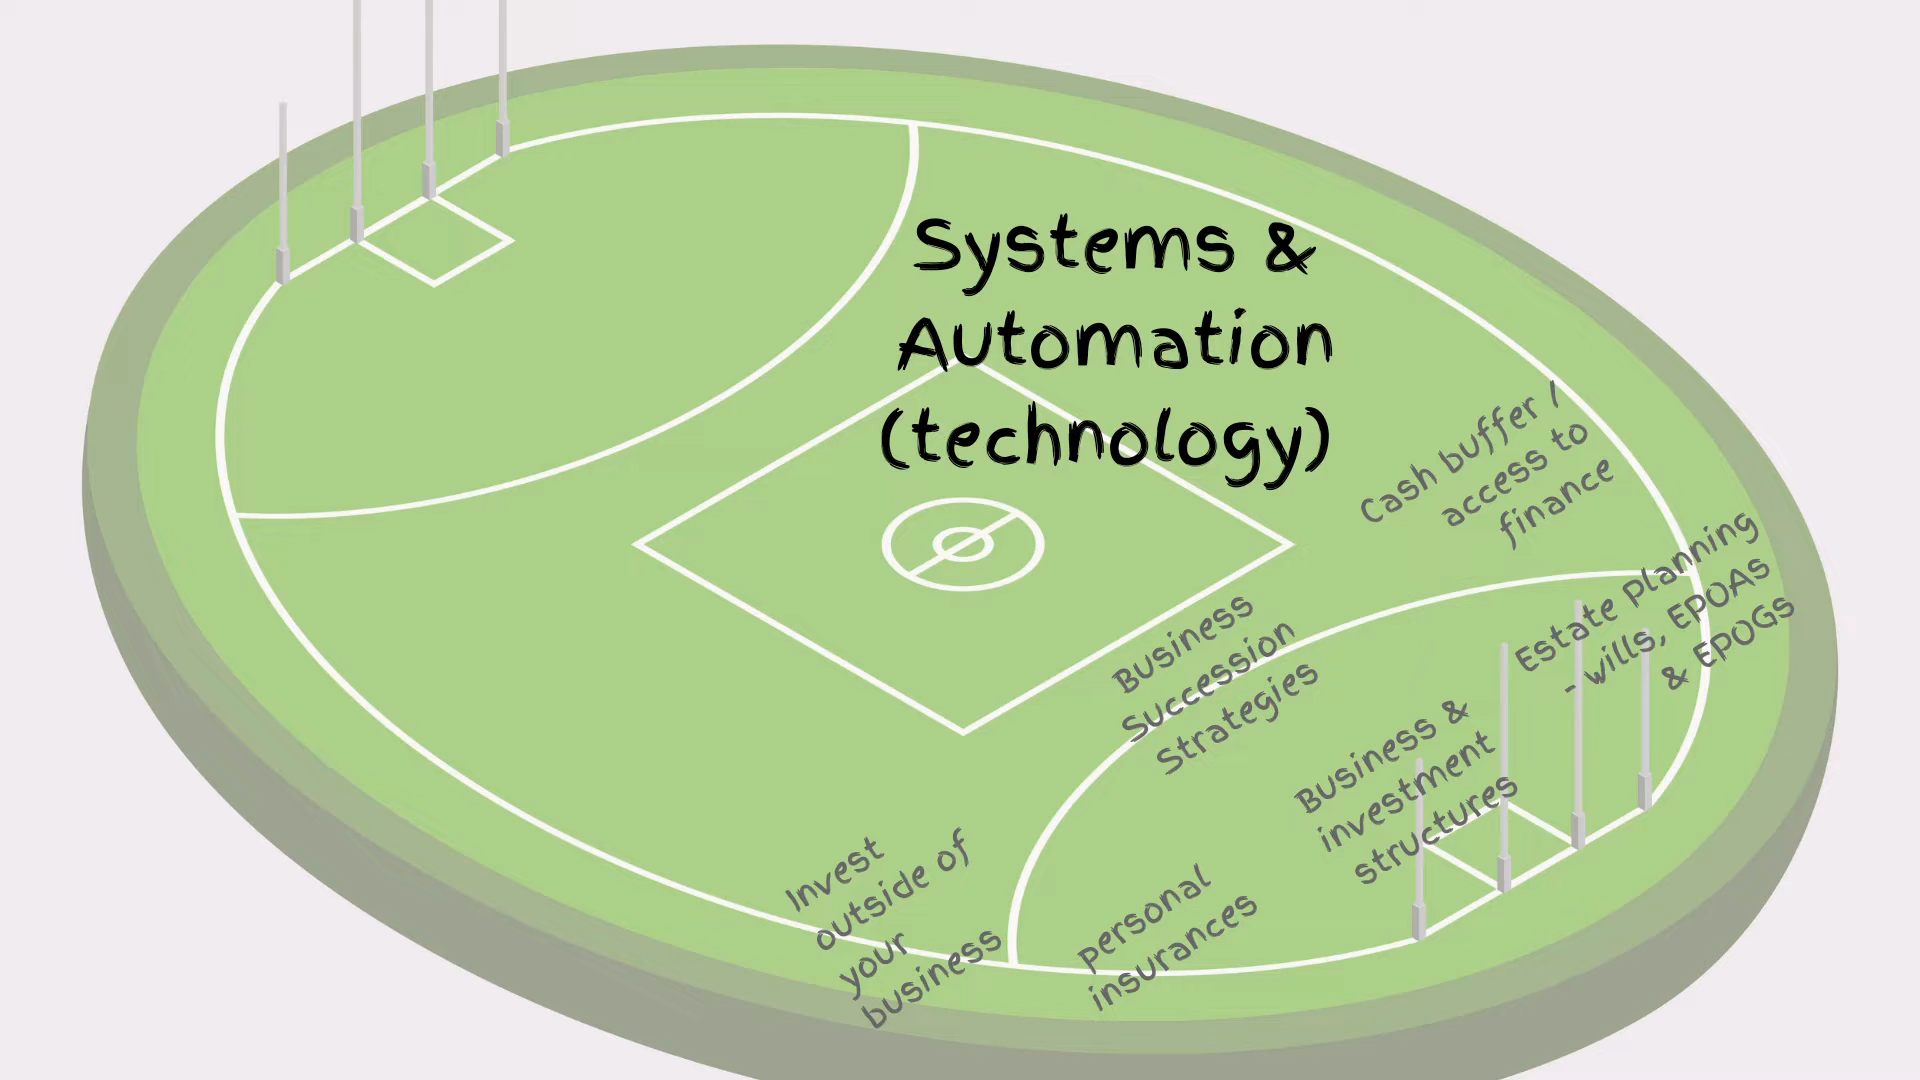 Systems &
Automation
(technology)
Cash buffer /
access to
finance
Estate Planning
- wills, EPOAs
& EPOGs
Business
Succession
Strategies
Business &
investment
structures
Invest
outside of
your
business
Personal
insurances